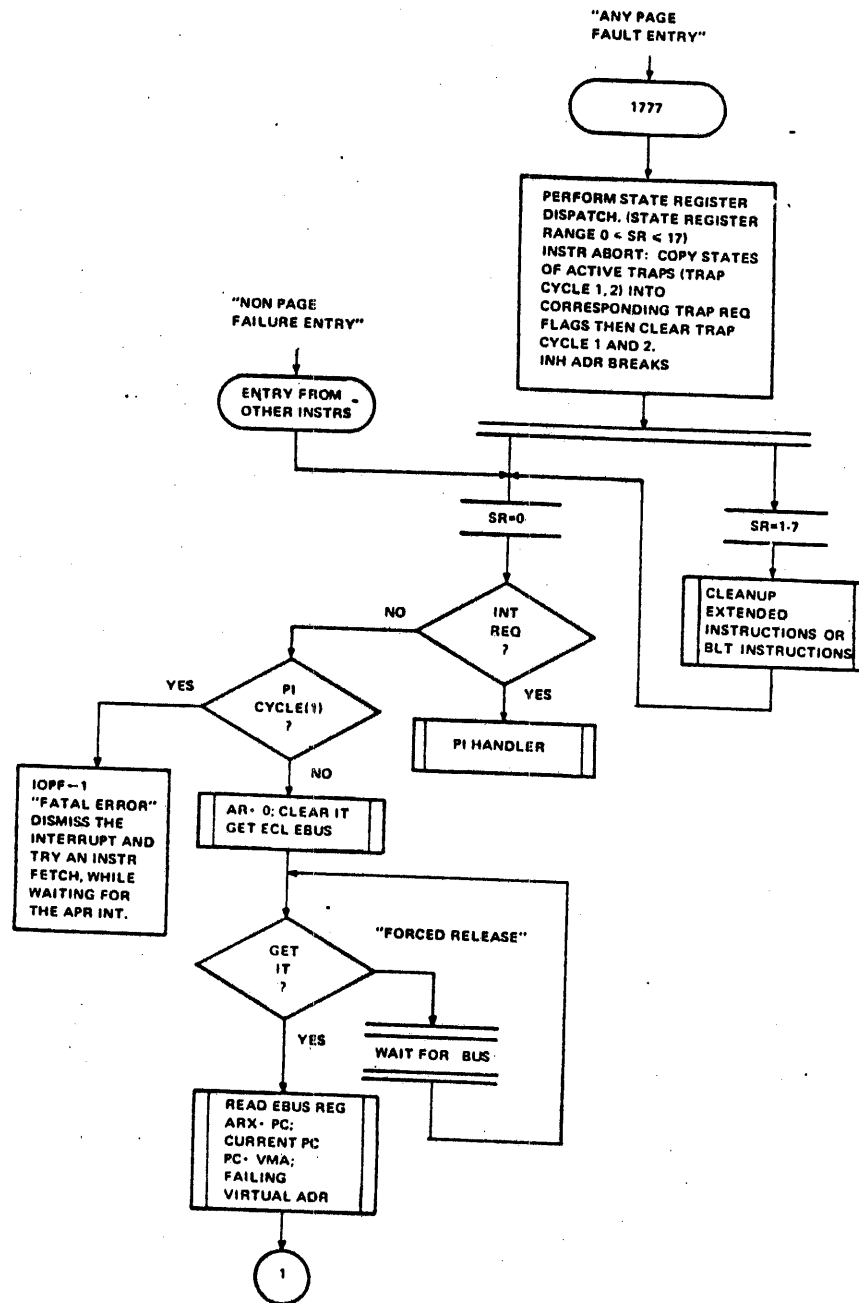 "ANY PAGE
FAULT ENTRY"
1777
PERFORM STATE REGISTER
DISPATCH. (STATE REGISTER
RANGE 0 < SR < 17)
INSTR ABORT: COPY STATES
OF ACTIVE TRAPS (TRAP
CYCLE 1, 2) INTO
CORRESPONDING TRAP REQ
FLAGS THEN CLEAR TRAP
CYCLE 1 AND 2.
INH ADR BREAKS
"NON PAGE
FAILURE ENTRY"
ENTRY FROM
OTHER INSTRS
SR=0
SR=1-7
CLEANUP
EXTENDED
INSTRUCTIONS OR
BLT INSTRUCTIONS
INT
REQ
?
NO
YES
PI HANDLER
PI
CYCLE(1)
?
YES
NO
IOPF←1
"FATAL ERROR"
DISMISS THE
INTERRUPT AND
TRY AN INSTR
FETCH, WHILE
WAITING FOR
THE APR INT.
AR← 0; CLEAR IT
GET ECL EBUS
"FORCED RELEASE"
GET
IT
?
YES
WAIT FOR BUS
READ EBUS REG
ARX← PC;
CURRENT PC
PC← VMA;
FAILING
VIRTUAL ADR
1